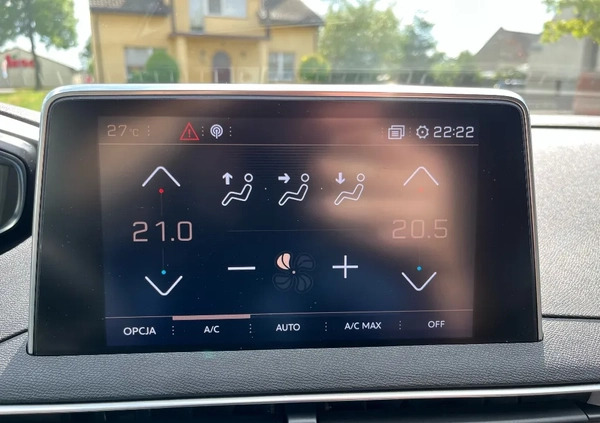 27°C 22:22
21.0 20.5
OPCJA A/C AUTO A/C MAX OFF